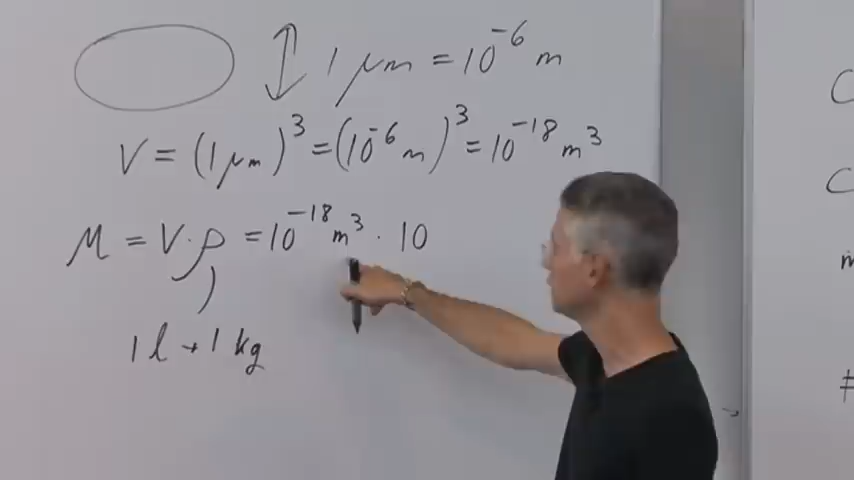 1 μm = 10⁻⁶ m
V = (1 μm)³ = (10⁻⁶ m)³ = 10⁻¹⁸ m³
M = V · ρ = 10⁻¹⁸ m³ · 10
1 l → 1 kg
C
C
#